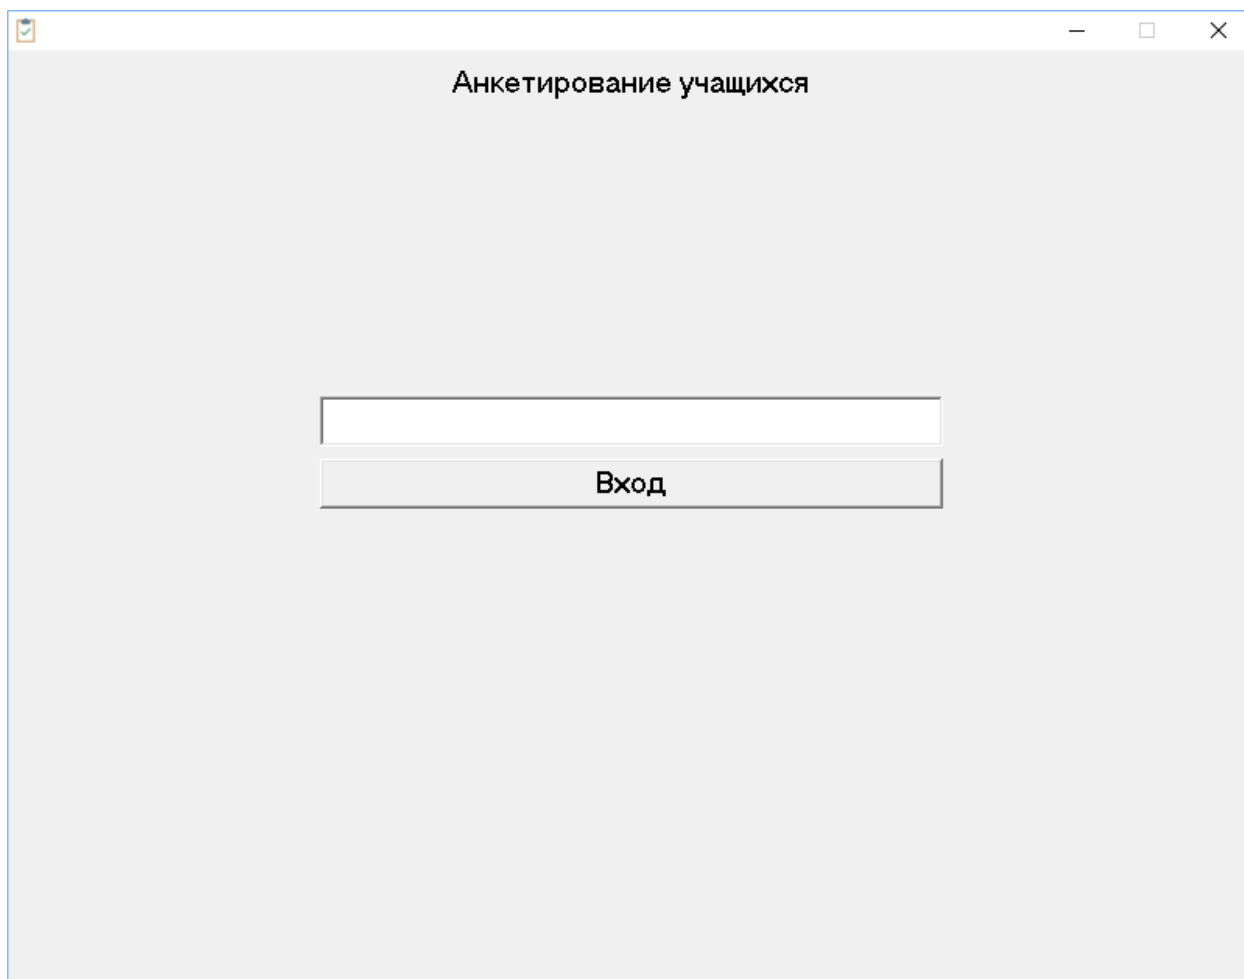 Анкетирование учащихся
Вход